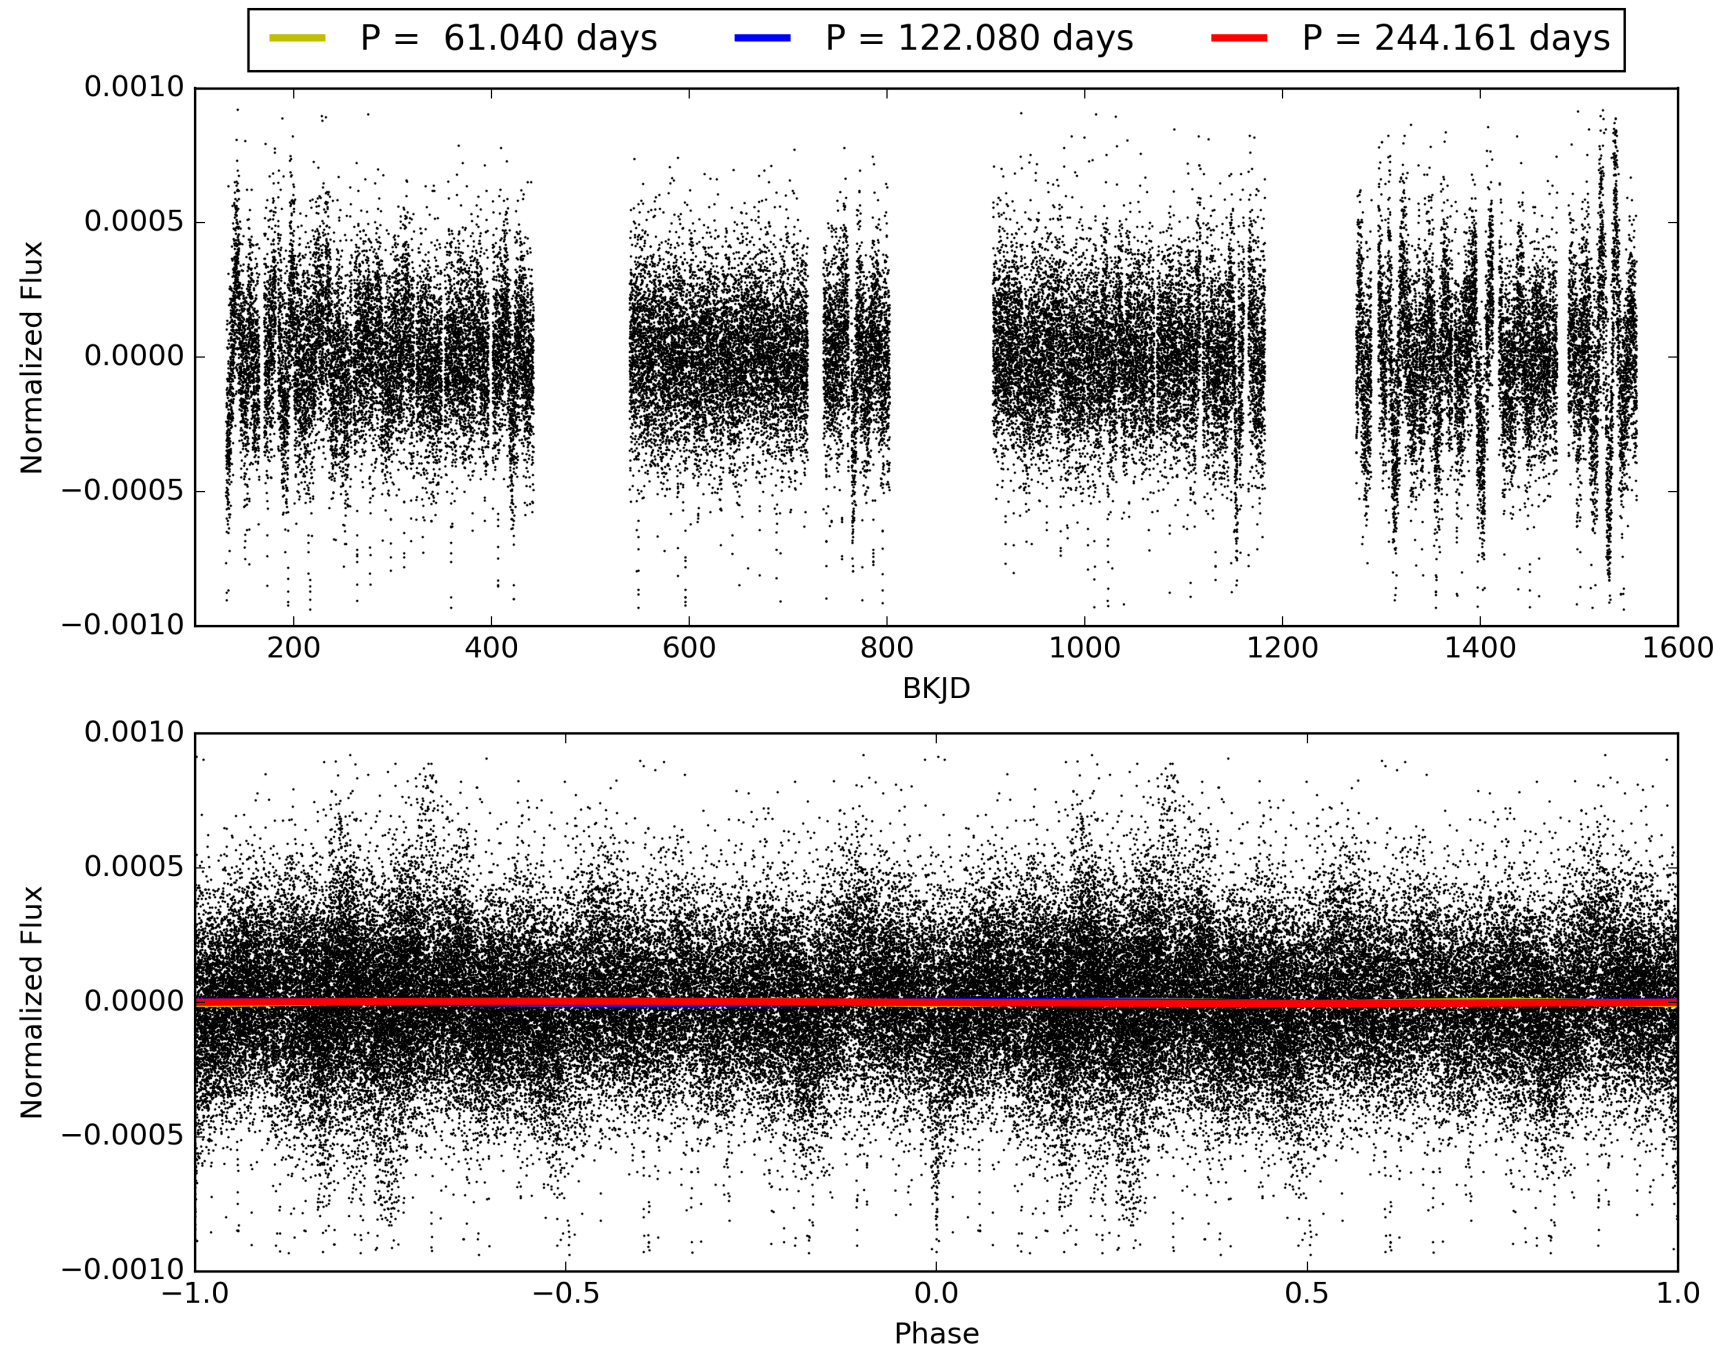 P = 61.040 days P = 122.080 days P = 244.161 days
0.0010
0.0005
0.0000
−0.0005
−0.0010
Normalized Flux
200 400 600 800 1000 1200 1400 1600
BKJD
0.0010
0.0005
0.0000
−0.0005
−0.0010
Normalized Flux
−1.0 −0.5 0.0 0.5 1.0
Phase